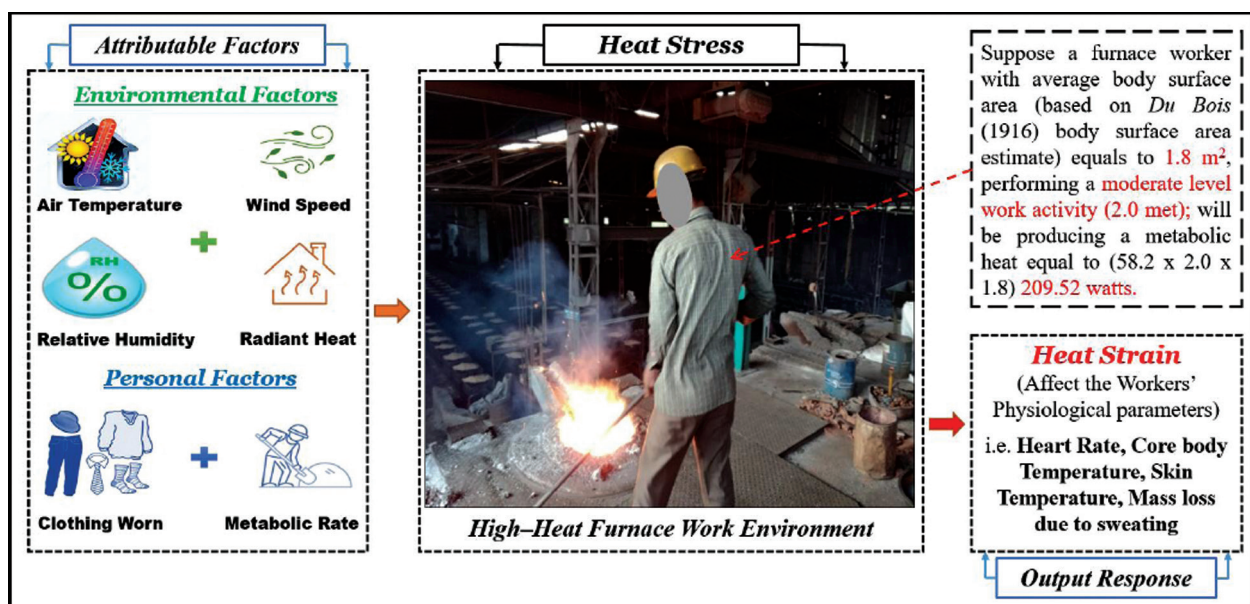 Attributable Factors
Environmental Factors
Air Temperature
Wind Speed
RH
%
Relative Humidity
Radiant Heat
Personal Factors
Clothing Worn
Metabolic Rate
Heat Stress
High–Heat Furnace Work Environment
Suppose a furnace worker
with average body surface
area (based on Du Bois
(1916) body surface area
estimate) equals to 1.8 m²,
performing a moderate level
work activity (2.0 met); will
be producing a metabolic
heat equal to (58.2 x 2.0 x
1.8) 209.52 watts.
Heat Strain
(Affect the Workers'
Physiological parameters)
i.e. Heart Rate, Core body
Temperature, Skin
Temperature, Mass loss
due to sweating
Output Response